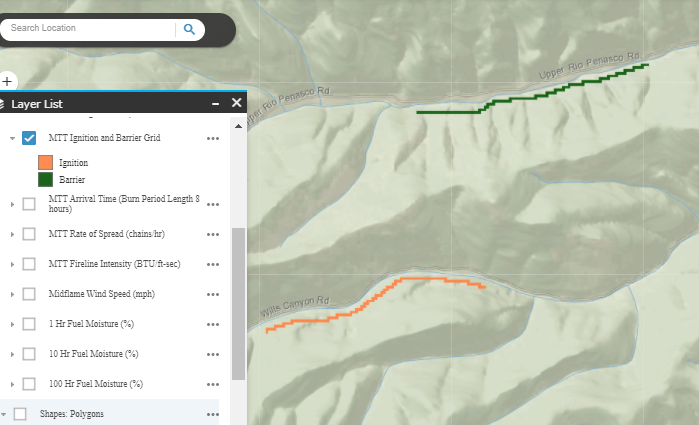 Search Location
Upper Rio Penasco Rd
Upper Rio Penasco Rd
+
Layer List
MTT Ignition and Barrier Grid
Ignition
Barrier
MTT Arrival Time (Burn Period Length 8
hours)
MTT Rate of Spread (chains/hr)
MTT Fireline Intensity (BTU/ft-sec)
Midflame Wind Speed (mph)
Wills Canyon Rd
1 Hr Fuel Moisture (%)
10 Hr Fuel Moisture (%)
100 Hr Fuel Moisture (%)
Shapes: Polygons